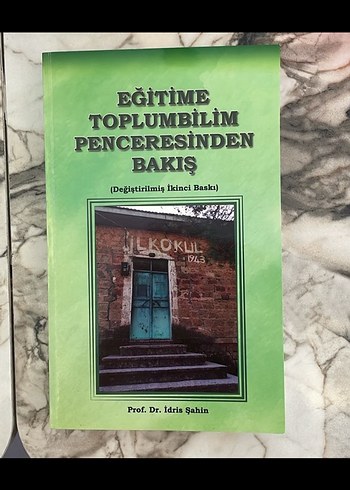 EĞİTİME
TOPLUMBİLİM
PENCERESİNDEN
BAKIŞ
(Değiştirilmiş İkinci Baskı)
İLKOKUL
1943
Prof. Dr. İdris Şahin